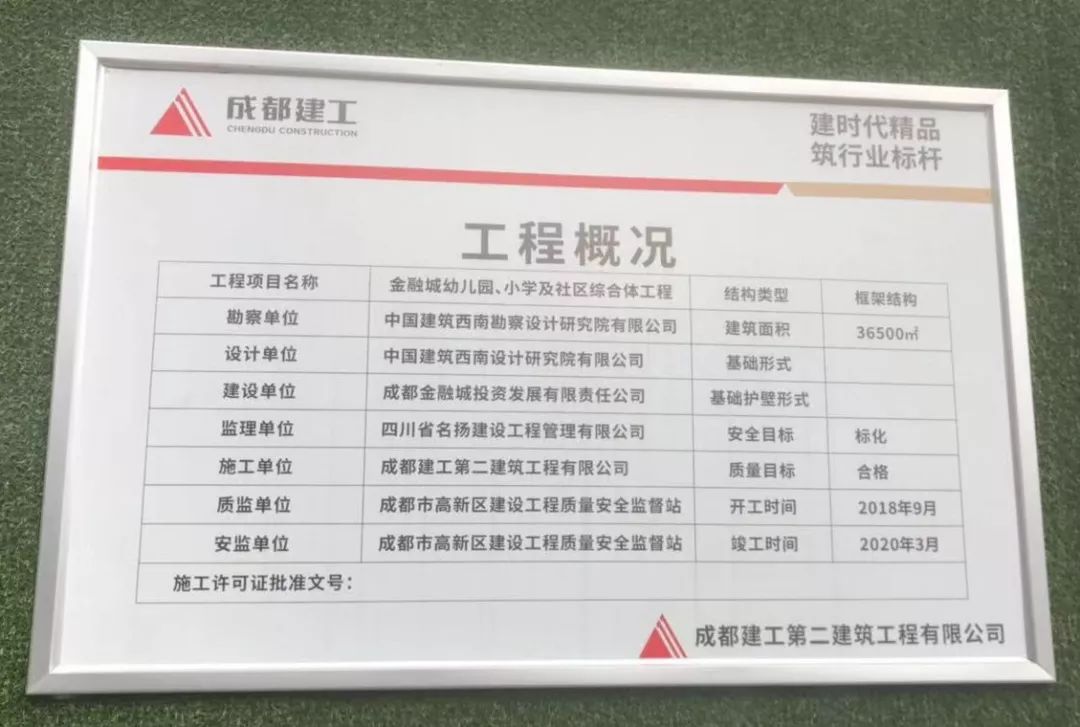 成都建工
CHENGDU CONSTRUCTION
建时代精品
筑行业标杆
工程概况
工程项目名称 金融城幼儿园、小学及社区综合体工程 结构类型 框架结构
勘察单位 中国建筑西南勘察设计研究院有限公司 建筑面积 36500㎡
设计单位 中国建筑西南设计研究院有限公司 基础形式
建设单位 成都金融城投资发展有限责任公司 基础护壁形式
监理单位 四川省名扬建设工程管理有限公司 安全目标 标化
施工单位 成都建工第二建筑工程有限公司 质量目标 合格
质监单位 成都市高新区建设工程质量安全监督站 开工时间 2018年9月
安监单位 成都市高新区建设工程质量安全监督站 竣工时间 2020年3月
施工许可证批准文号：
成都建工第二建筑工程有限公司